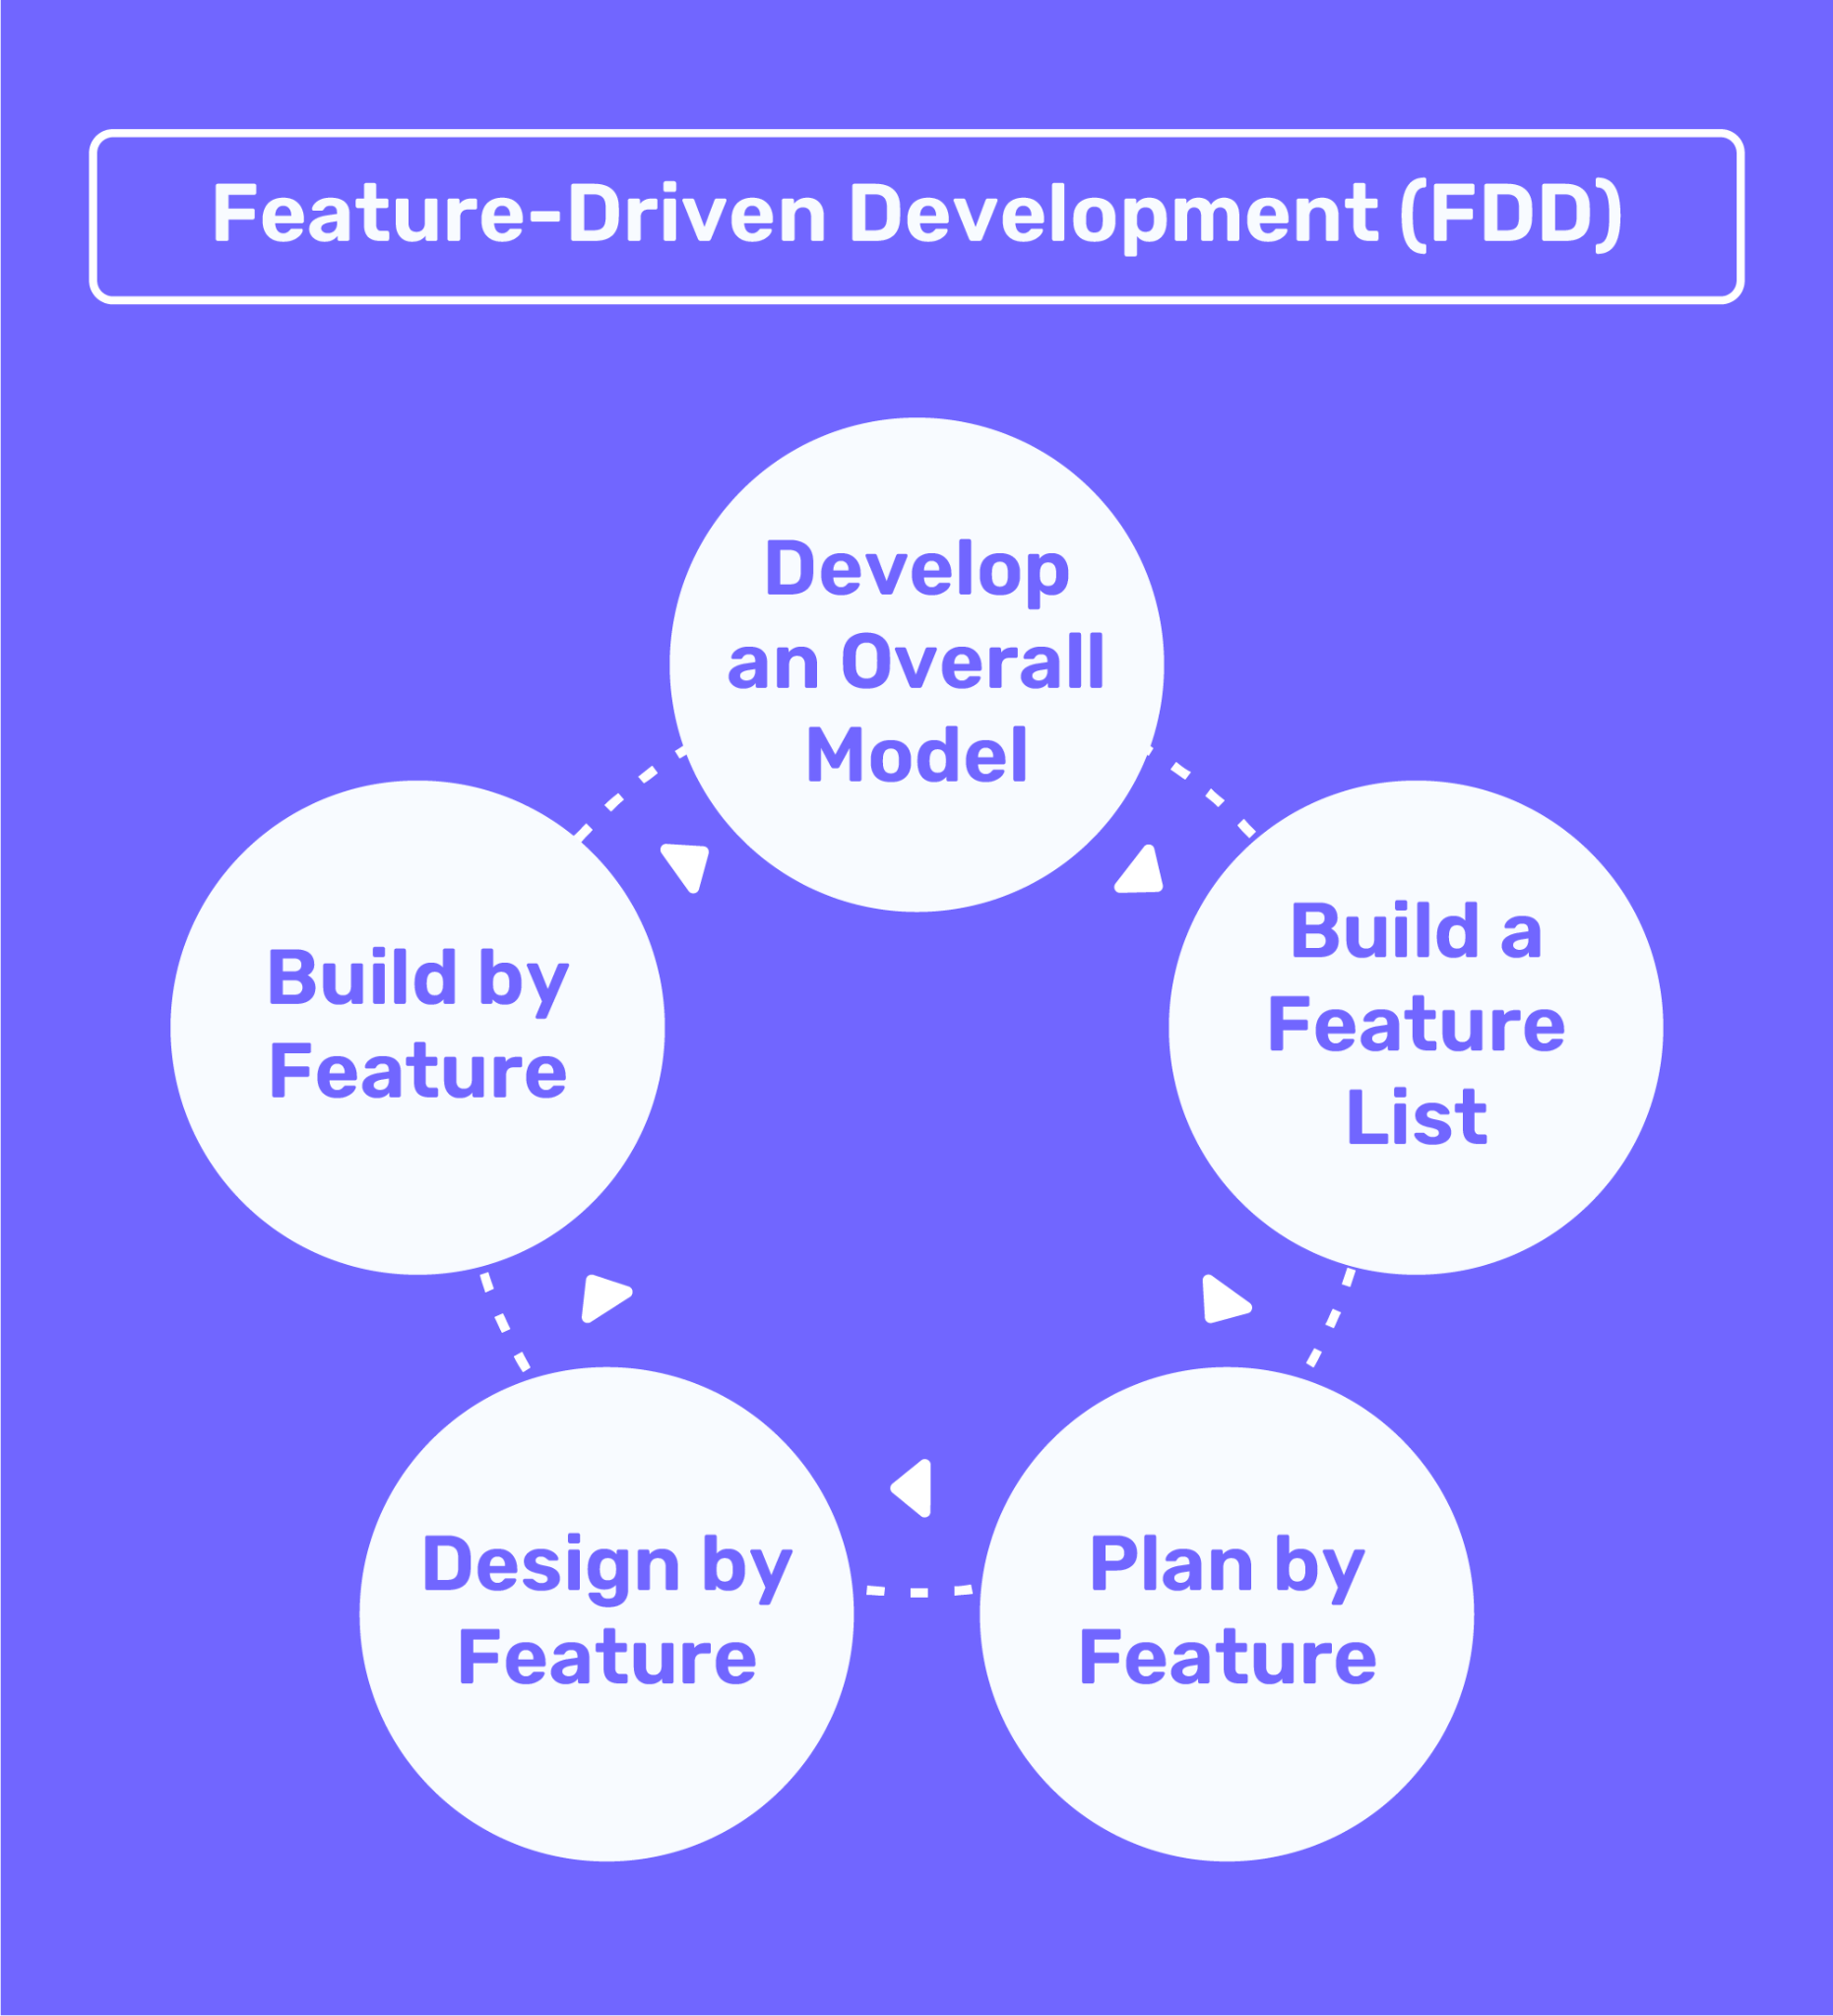 Feature-Driven Development (FDD)
Develop
an Overall
Model
Build a
Feature
List
Plan by
Feature
Design by
Feature
Build by
Feature